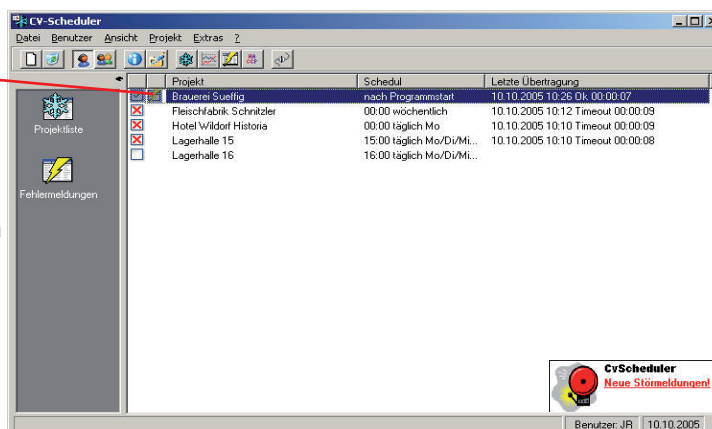 CV-Scheduler
Datei Benutzer Ansicht Projekt Extras ?
Projekt Schedul Letzte Übertragung
Brauerei Sueffig nach Programmstart 10.10.2005 10:26 Ok 00:00:07
Fleischfabrik Schnitzler 00:00 wöchentlich 10.10.2005 10:12 Timeout 00:00:09
Hotel Wildorf Historia 00:00 täglich Mo 10.10.2005 10:10 Timeout 00:00:09
Lagerhalle 15 15:00 täglich Mo/Di/Mi... 10.10.2005 10:10 Timeout 00:00:08
Lagerhalle 16 16:00 täglich Mo/Di/Mi...
Projektliste
Fehlermeldungen
CvScheduler
Neue Störmeldungen!
Benutzer: JR 10.10.2005